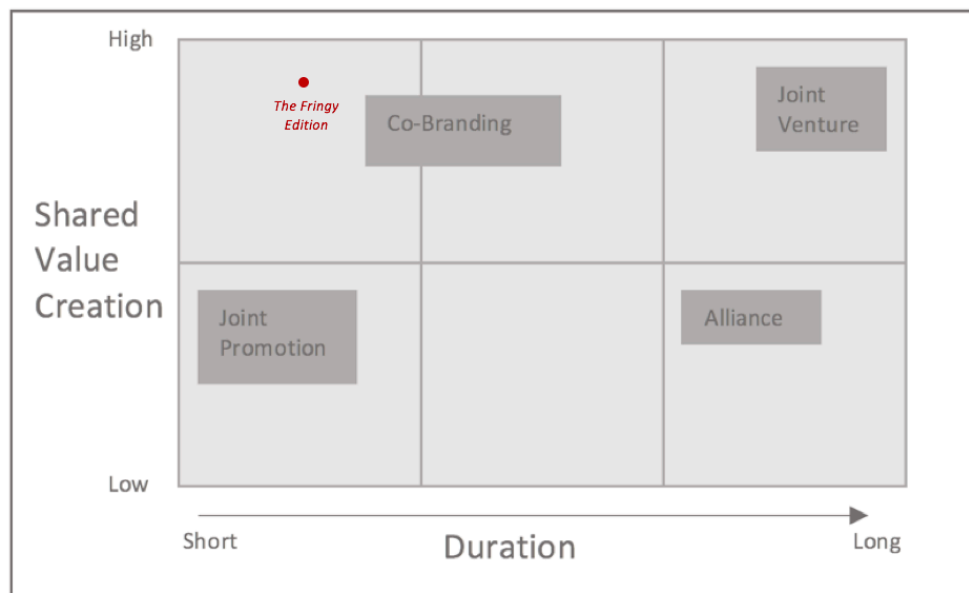 High
The Fringy
Edition
Co-Branding
Joint
Venture
Shared
Value
Creation
Joint
Promotion
Alliance
Low
Short
Duration
Long